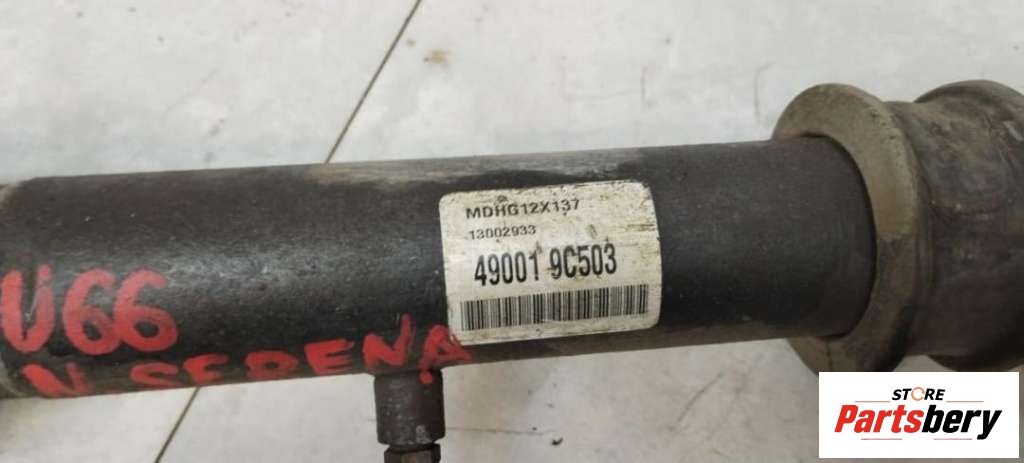 MDHG12X137
13002933
49001 9C503
U66
N SERENA
STORE
Partsbery